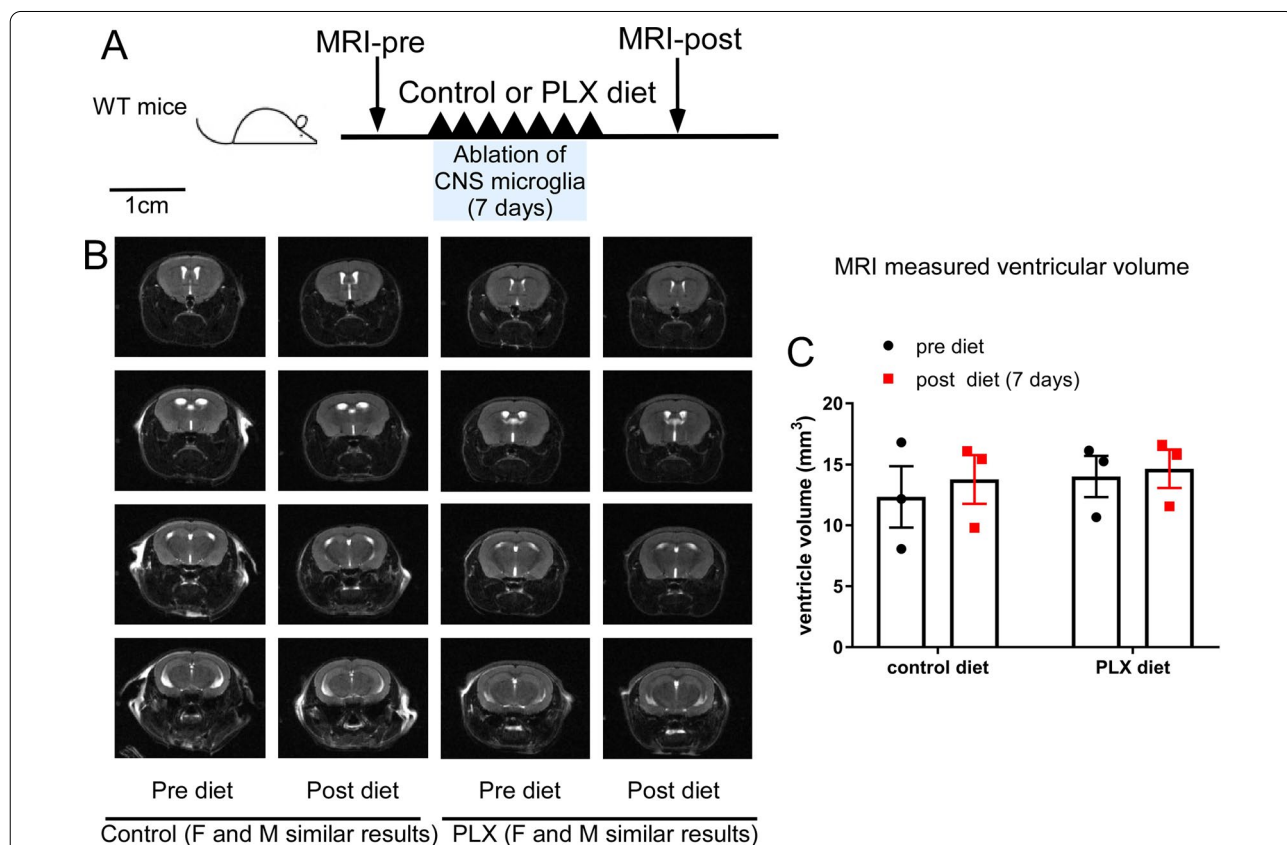 A
MRI-pre
MRI-post
WT mice
Control or PLX diet
Ablation of
CNS microglia
(7 days)
1cm
B
MRI measured ventricular volume
C
pre diet
post diet (7 days)
ventricle volume (mm³)
20
15
10
5
0
control diet
PLX diet
Pre diet
Post diet
Pre diet
Post diet
Control (F and M similar results)
PLX (F and M similar results)